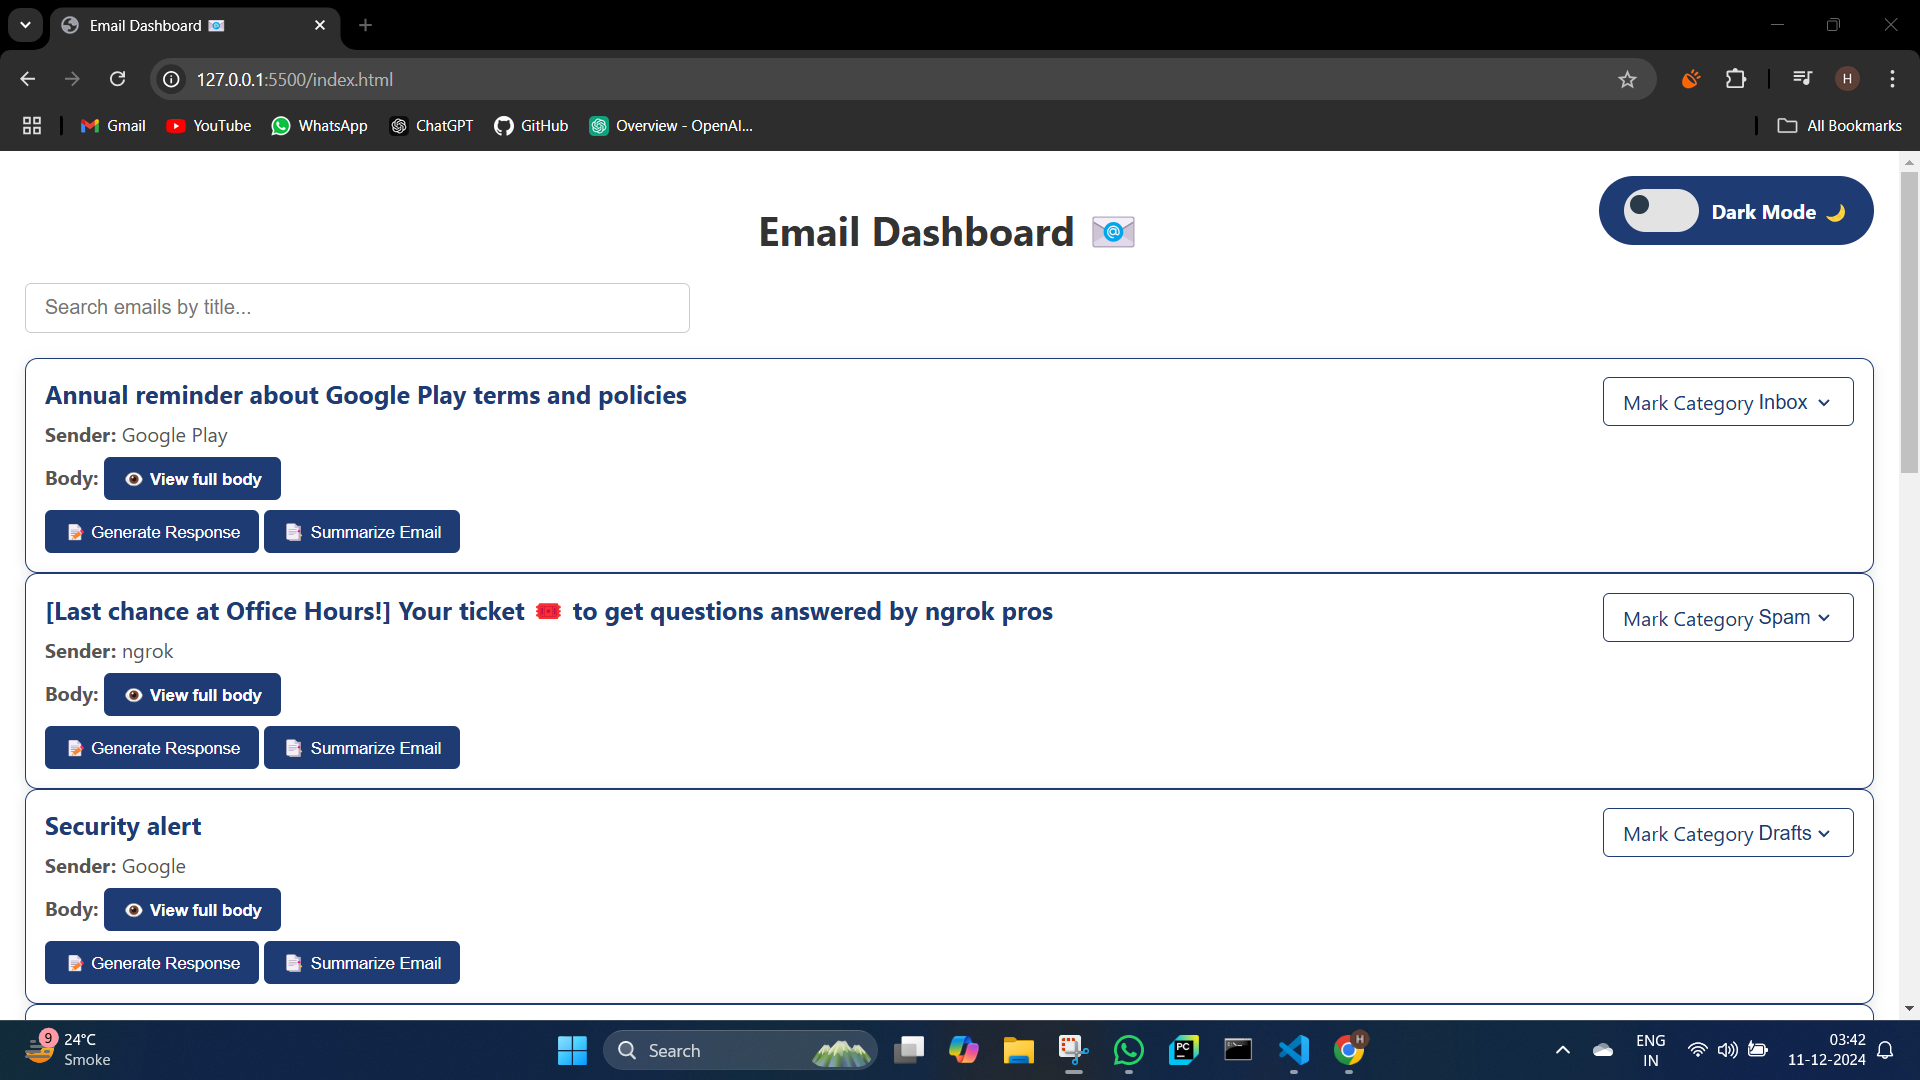 Email Dashboard 📧
127.0.0.1:5500/index.html
H
Gmail YouTube WhatsApp ChatGPT GitHub Overview - OpenAI... All Bookmarks
Email Dashboard 📧
Dark Mode 🌙
Search emails by title...
Annual reminder about Google Play terms and policies
Mark Category Inbox
Sender: Google Play
Body: 👁️ View full body
📝 Generate Response 📑 Summarize Email
[Last chance at Office Hours!] Your ticket 🎟️ to get questions answered by ngrok pros
Mark Category Spam
Sender: ngrok
Body: 👁️ View full body
📝 Generate Response 📑 Summarize Email
Security alert
Mark Category Drafts
Sender: Google
Body: 👁️ View full body
📝 Generate Response 📑 Summarize Email
9
24°C
Smoke
Search
PC
H
ENG
IN
03:42
11-12-2024